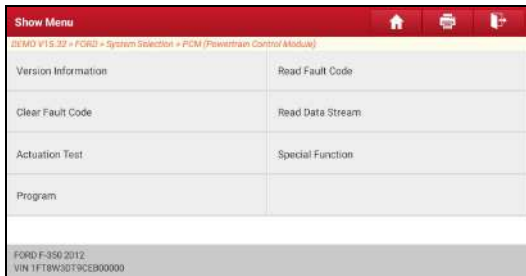 Show Menu
DEMO V15.32 > FORD > System Selection > PCM (Powertrain Control Module)
Version Information
Read Fault Code
Clear Fault Code
Read Data Stream
Actuation Test
Special Function
Program
FORD F-350 2012
VIN 1FT8W3DT9CEB00000